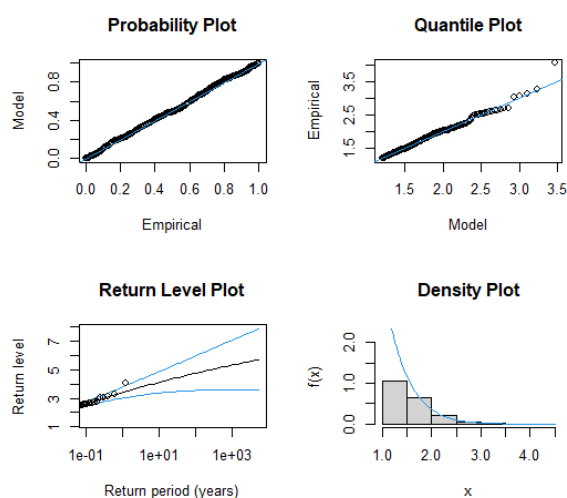 Probability Plot
Model
0.0 0.4 0.8
0.0 0.2 0.4 0.6 0.8 1.0
Empirical
Quantile Plot
Empirical
1.5 2.5 3.5
1.5 2.0 2.5 3.0 3.5
Model
Return Level Plot
Return level
1 3 5 7
1e-01 1e+01 1e+03
Return period (years)
Density Plot
f(x)
0.0 1.0 2.0
1.0 2.0 3.0 4.0
x